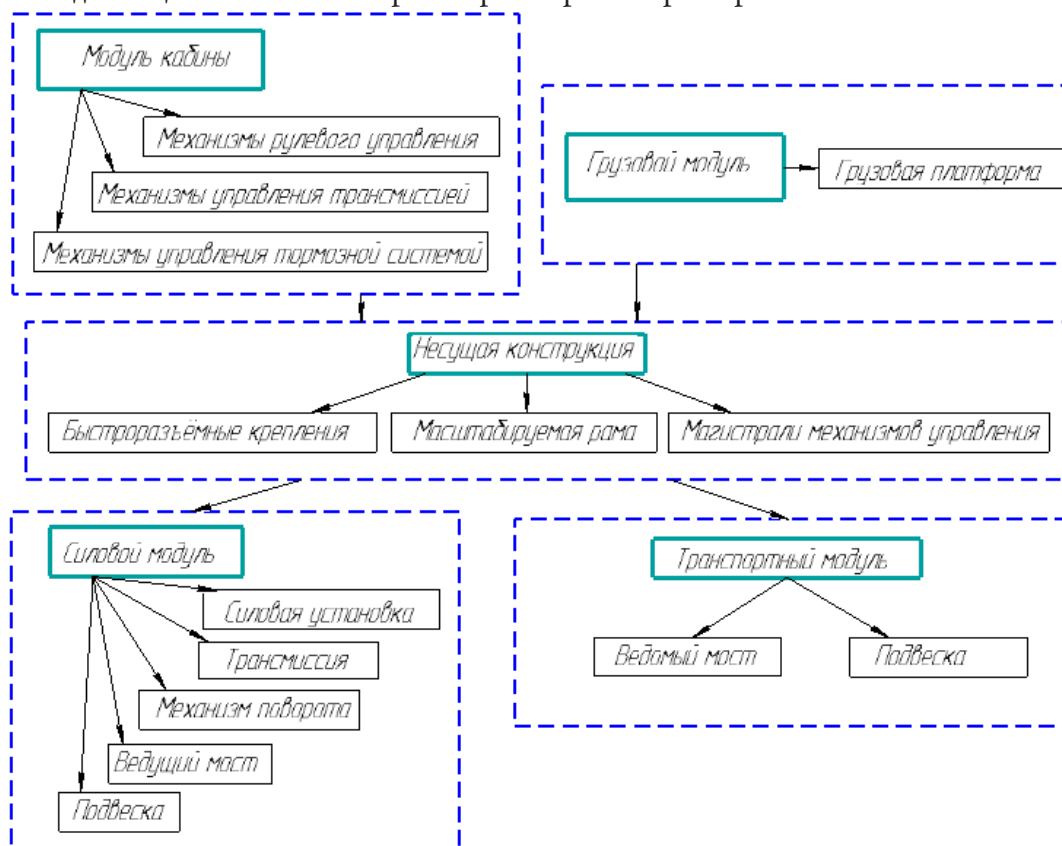 Модуль кабины
Механизмы рулевого управления
Механизмы управления трансмиссией
Механизмы управления тормозной системой
Грузовой модуль
Грузовая платформа
Несущая конструкция
Быстроразъёмные крепления
Масштабируемая рама
Магистрали механизмов управления
Силовой модуль
Силовая установка
Трансмиссия
Механизм поворота
Ведущий мост
Подвеска
Транспортный модуль
Ведомый мост
Подвеска